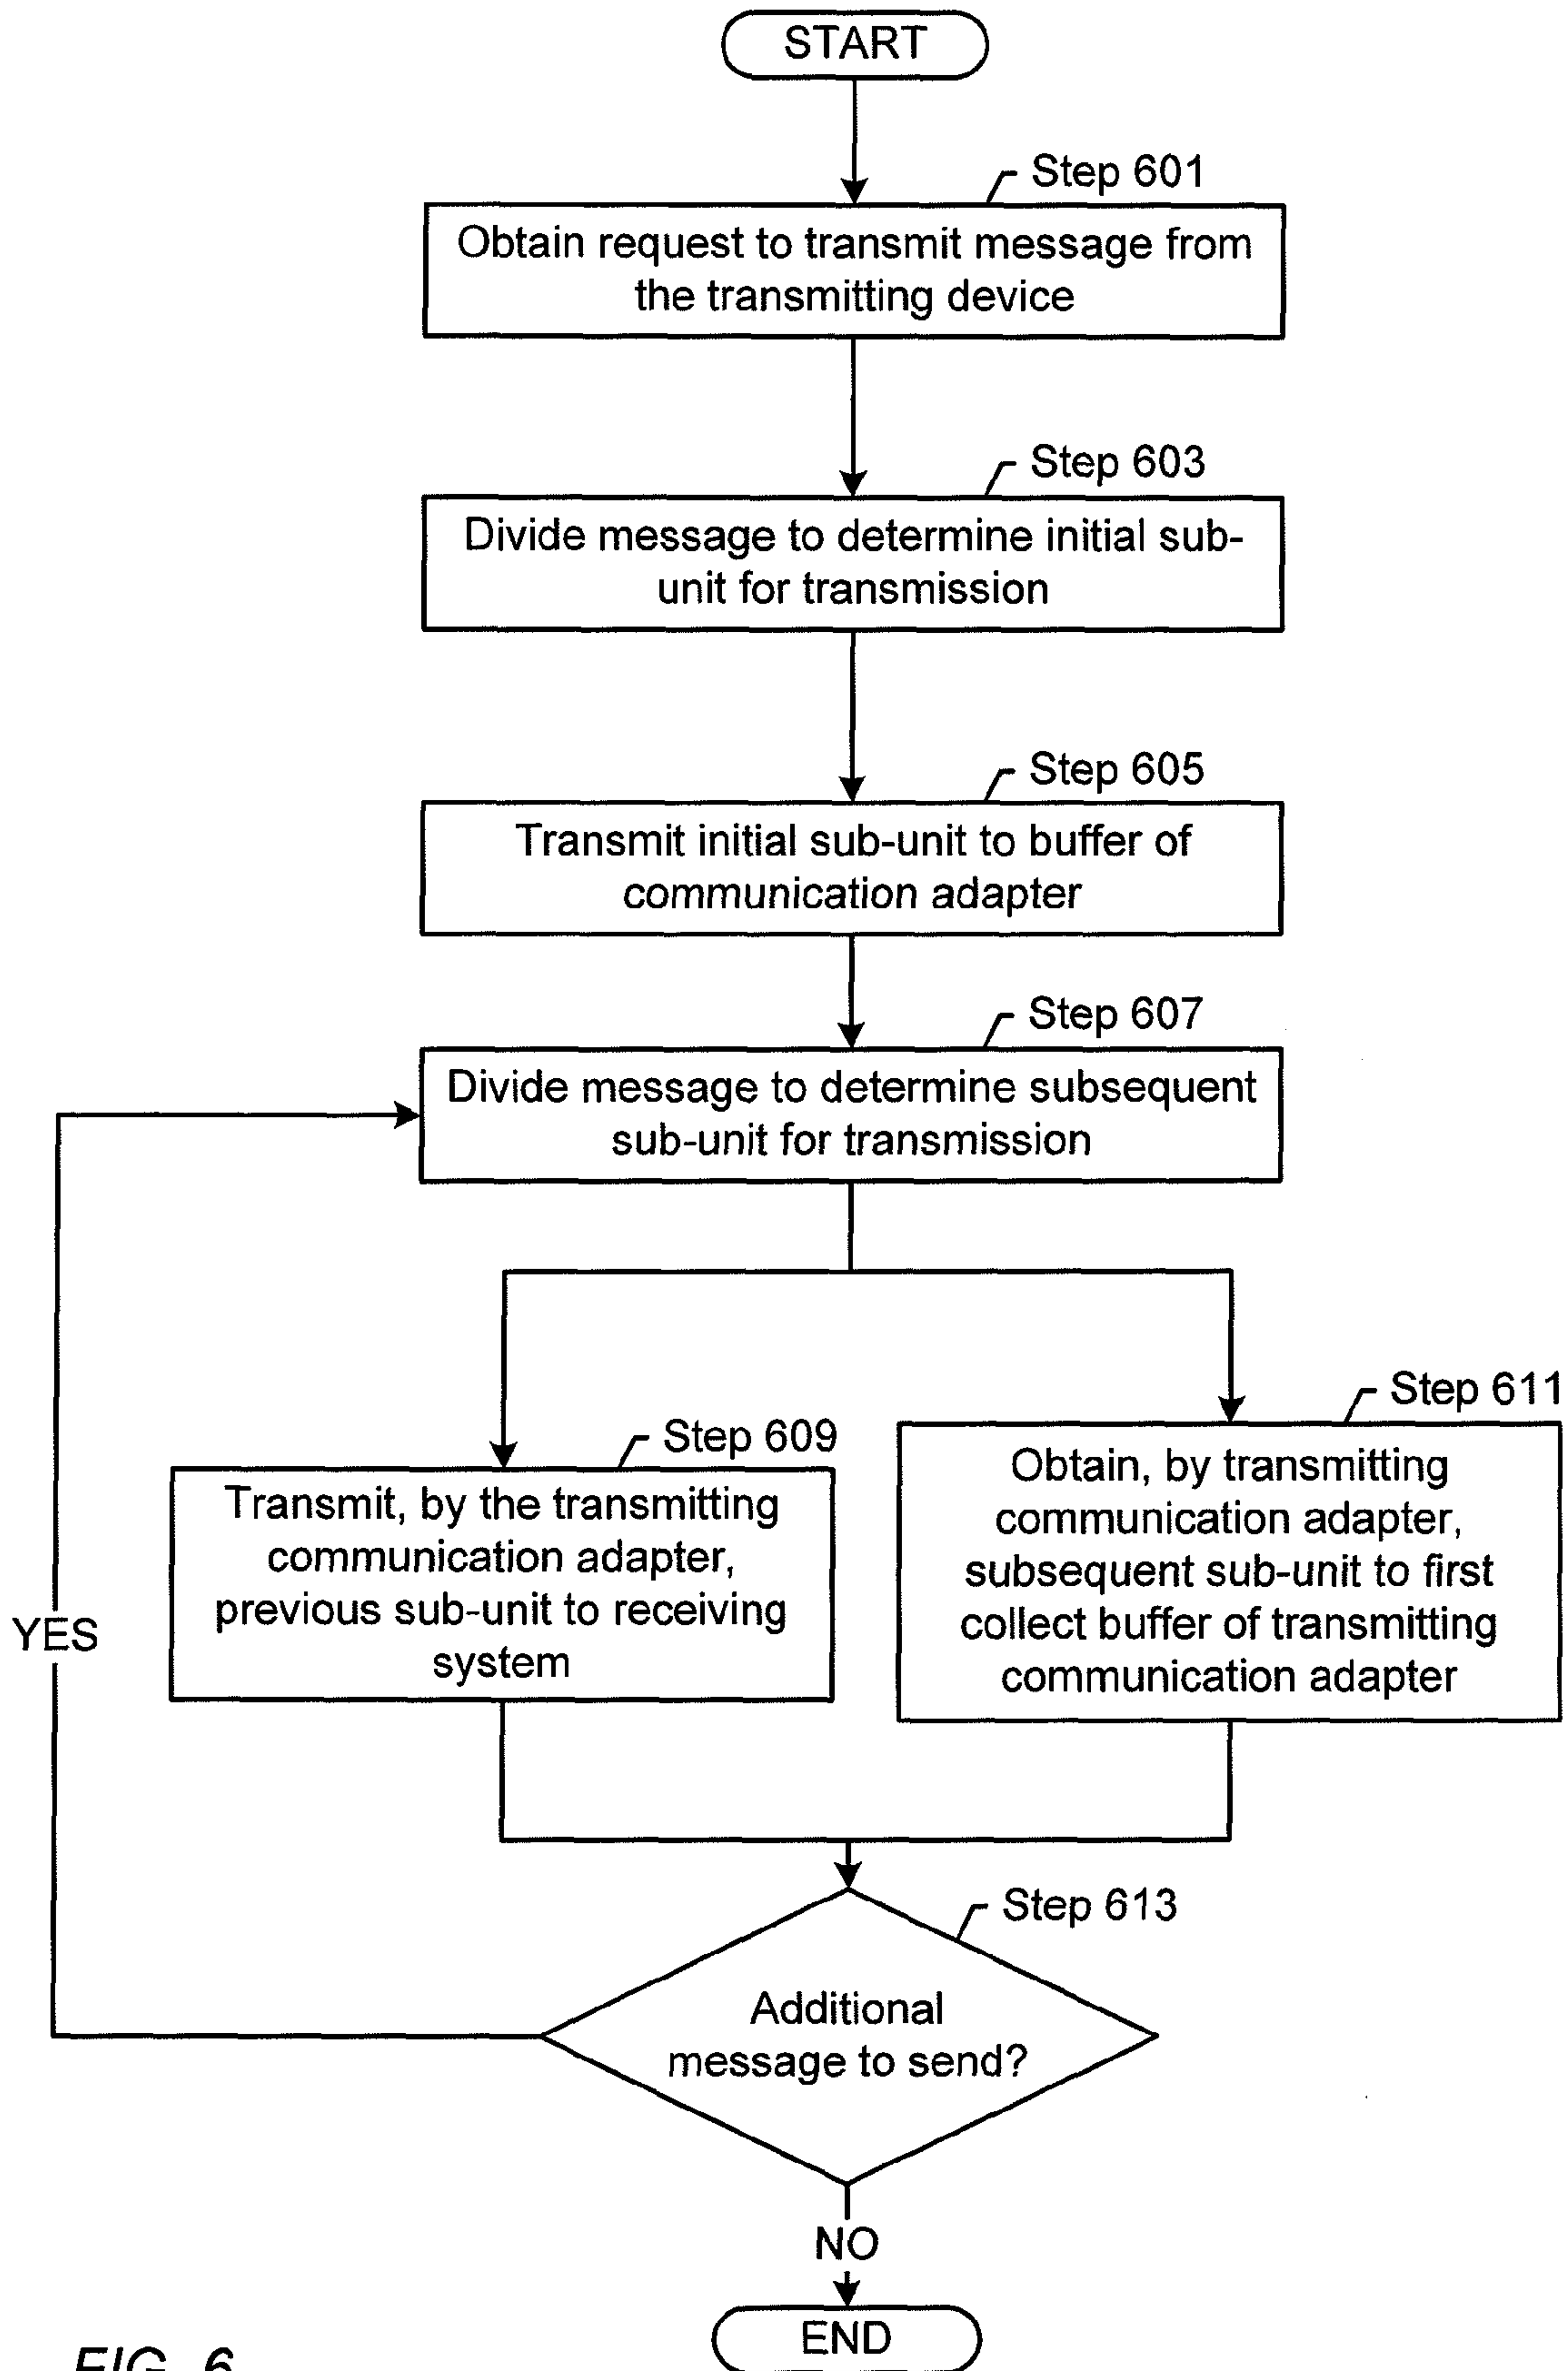 START
Step 601
Obtain request to transmit message from
the transmitting device
Step 603
Divide message to determine initial sub-
unit for transmission
Step 605
Transmit initial sub-unit to buffer of
communication adapter
Step 607
Divide message to determine subsequent
sub-unit for transmission
Step 609
Transmit, by the transmitting
communication adapter,
previous sub-unit to receiving
system
Step 611
Obtain, by transmitting
communication adapter,
subsequent sub-unit to first
collect buffer of transmitting
communication adapter
YES
Step 613
Additional
message to send?
NO
END
FIG. 6